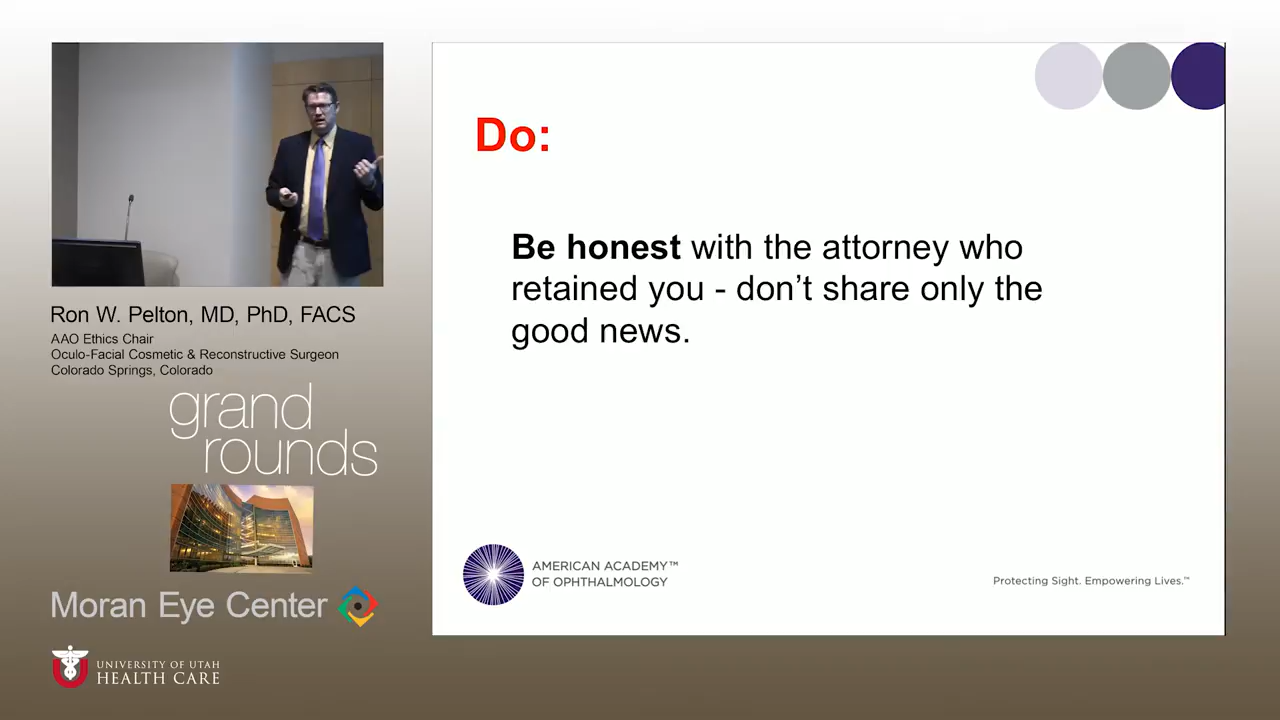 Do:
Be honest with the attorney who
retained you - don't share only the
good news.
AMERICAN ACADEMY™
OF OPHTHALMOLOGY
Protecting Sight. Empowering Lives.™
Ron W. Pelton, MD, PhD, FACS
AAO Ethics Chair
Oculo-Facial Cosmetic & Reconstructive Surgeon
Colorado Springs, Colorado
grand
rounds
Moran Eye Center
UNIVERSITY OF UTAH
HEALTH CARE